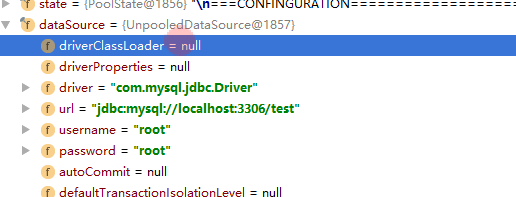 state = {PoolState@1856} "\n===CONFINGURATION====================
dataSource = {UnpooledDataSource@1857}
driverClassLoader = null
driverProperties = null
driver = "com.mysql.jdbc.Driver"
url = "jdbc:mysql://localhost:3306/test"
username = "root"
password = "root"
autoCommit = null
defaultTransactionIsolationLevel = null